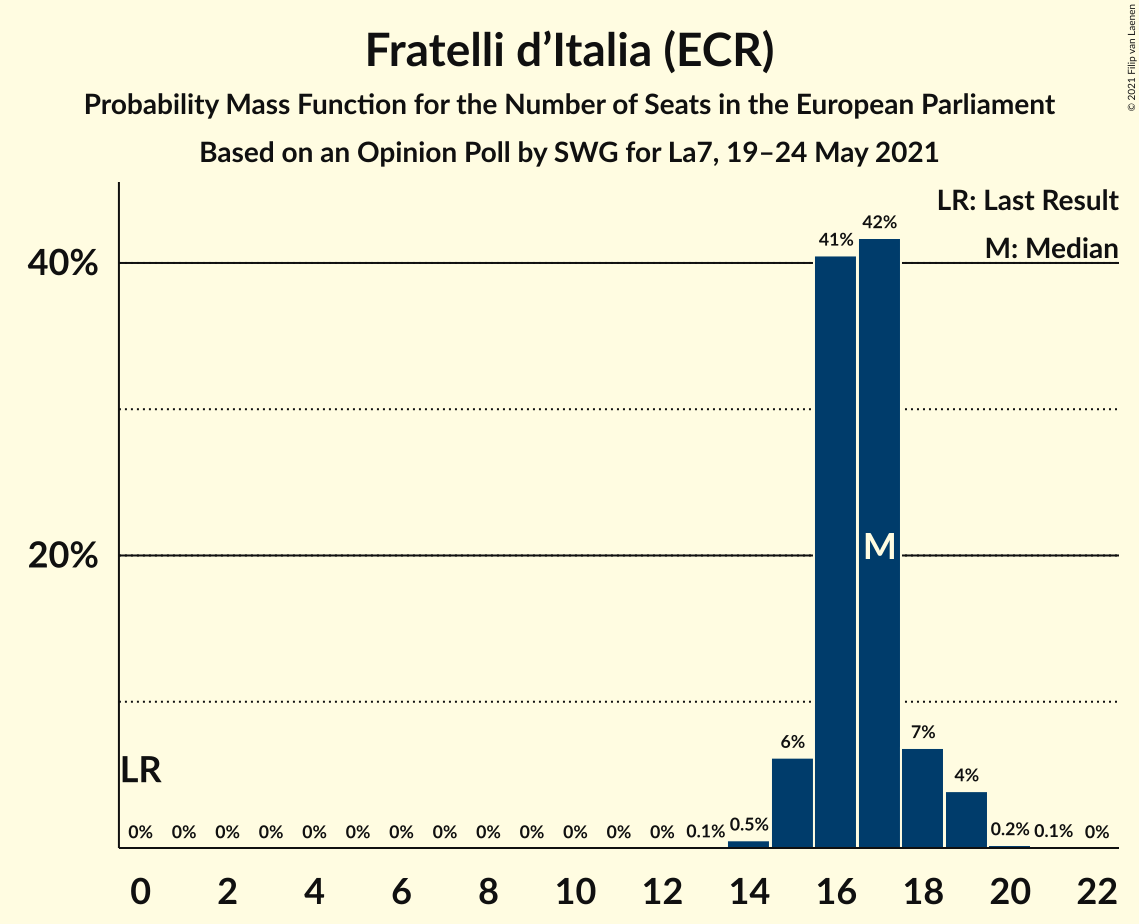 Fratelli d’Italia (ECR)
Probability Mass Function for the Number of Seats in the European Parliament
Based on an Opinion Poll by SWG for La7, 19–24 May 2021
© 2021 Filip van Laenen
LR: Last Result
M: Median
40%
20%
41%
42%
M
LR
0%
0%
0%
0%
0%
0%
0%
0%
0%
0%
0%
0%
0%
0.1%
0.5%
6%
7%
4%
0.2%
0.1%
0%
0 2 4 6 8 10 12 14 16 18 20 22